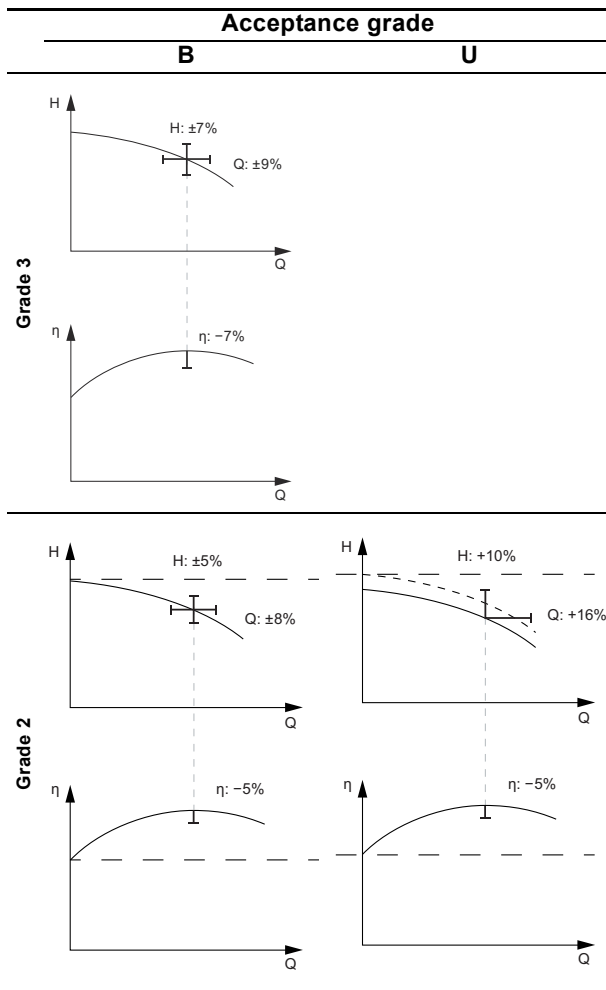 Acceptance grade
B U
Grade 3
H
H: ±7%
Q: ±9%
Q
η
η: −7%
Q
Grade 2
H
H: ±5%
Q: ±8%
Q
H
H: +10%
Q: +16%
Q
η
η: −5%
Q
η
η: −5%
Q